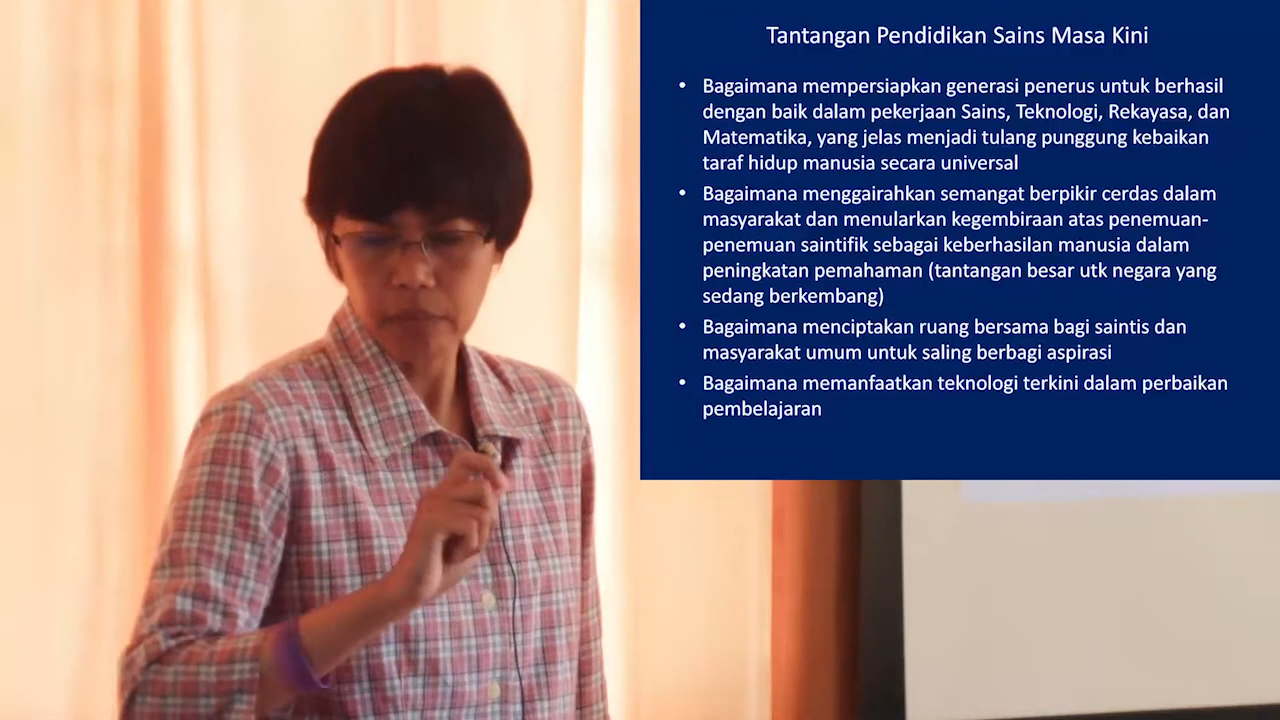 Tantangan Pendidikan Sains Masa Kini
• Bagaimana mempersiapkan generasi penerus untuk berhasil
dengan baik dalam pekerjaan Sains, Teknologi, Rekayasa, dan
Matematika, yang jelas menjadi tulang punggung kebaikan
taraf hidup manusia secara universal
• Bagaimana menggairahkan semangat berpikir cerdas dalam
masyarakat dan menularkan kegembiraan atas penemuan-
penemuan saintifik sebagai keberhasilan manusia dalam
peningkatan pemahaman (tantangan besar utk negara yang
sedang berkembang)
• Bagaimana menciptakan ruang bersama bagi saintis dan
masyarakat umum untuk saling berbagi aspirasi
• Bagaimana memanfaatkan teknologi terkini dalam perbaikan
pembelajaran